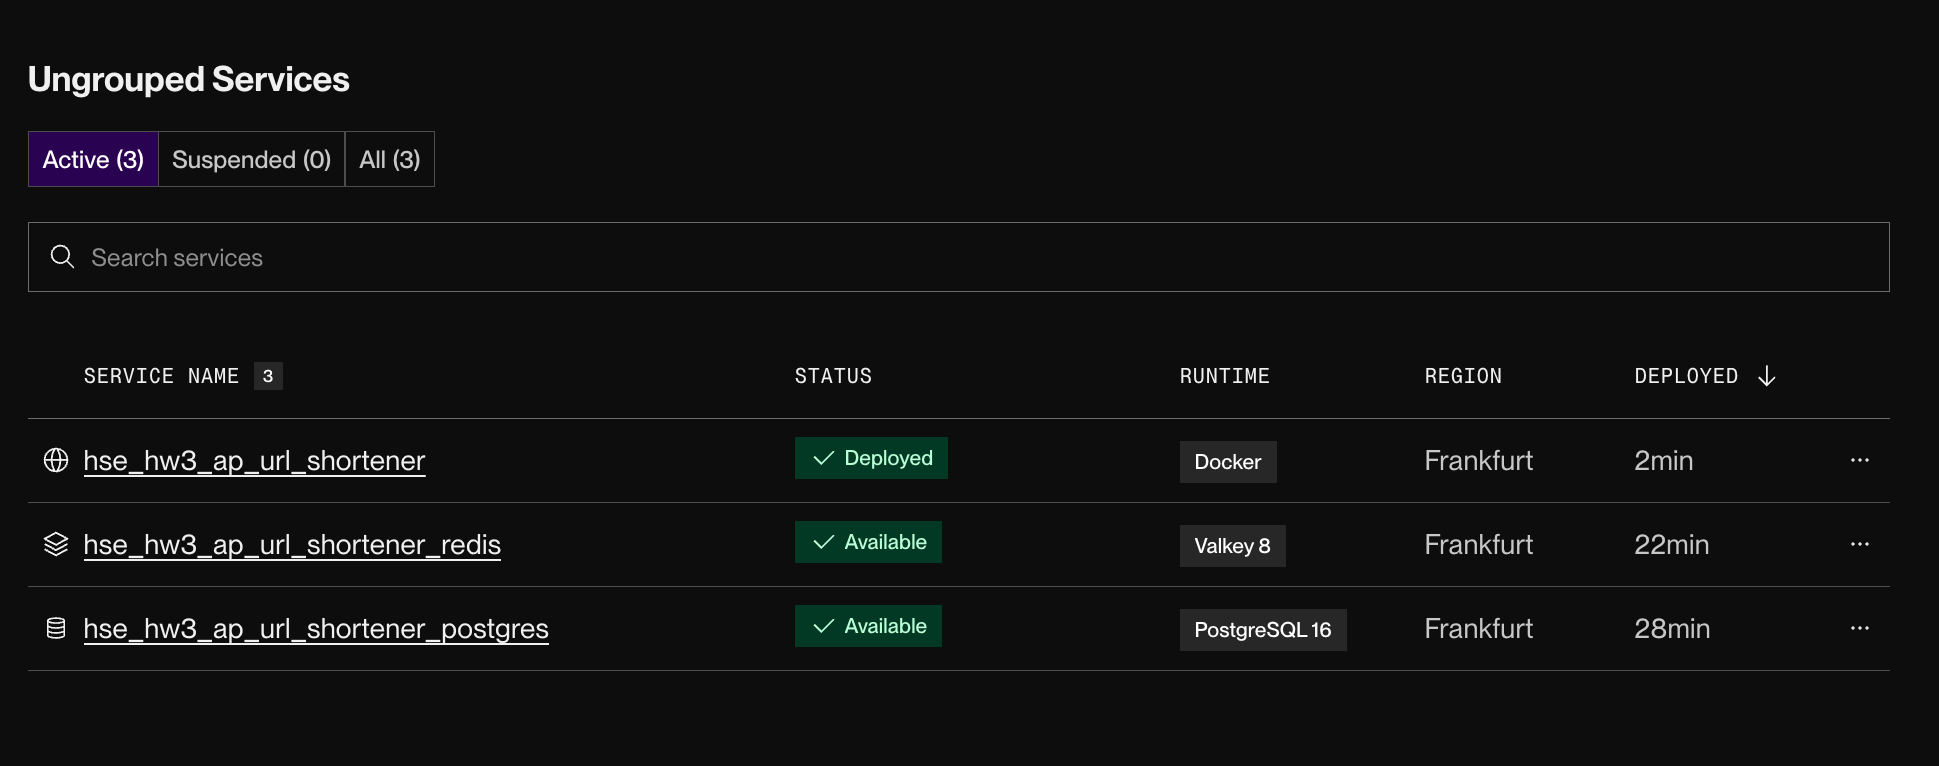 Ungrouped Services
Active (3) Suspended (0) All (3)
Search services
SERVICE NAME 3 STATUS RUNTIME REGION DEPLOYED
hse_hw3_ap_url_shortener Deployed Docker Frankfurt 2min
hse_hw3_ap_url_shortener_redis Available Valkey 8 Frankfurt 22min
hse_hw3_ap_url_shortener_postgres Available PostgreSQL 16 Frankfurt 28min